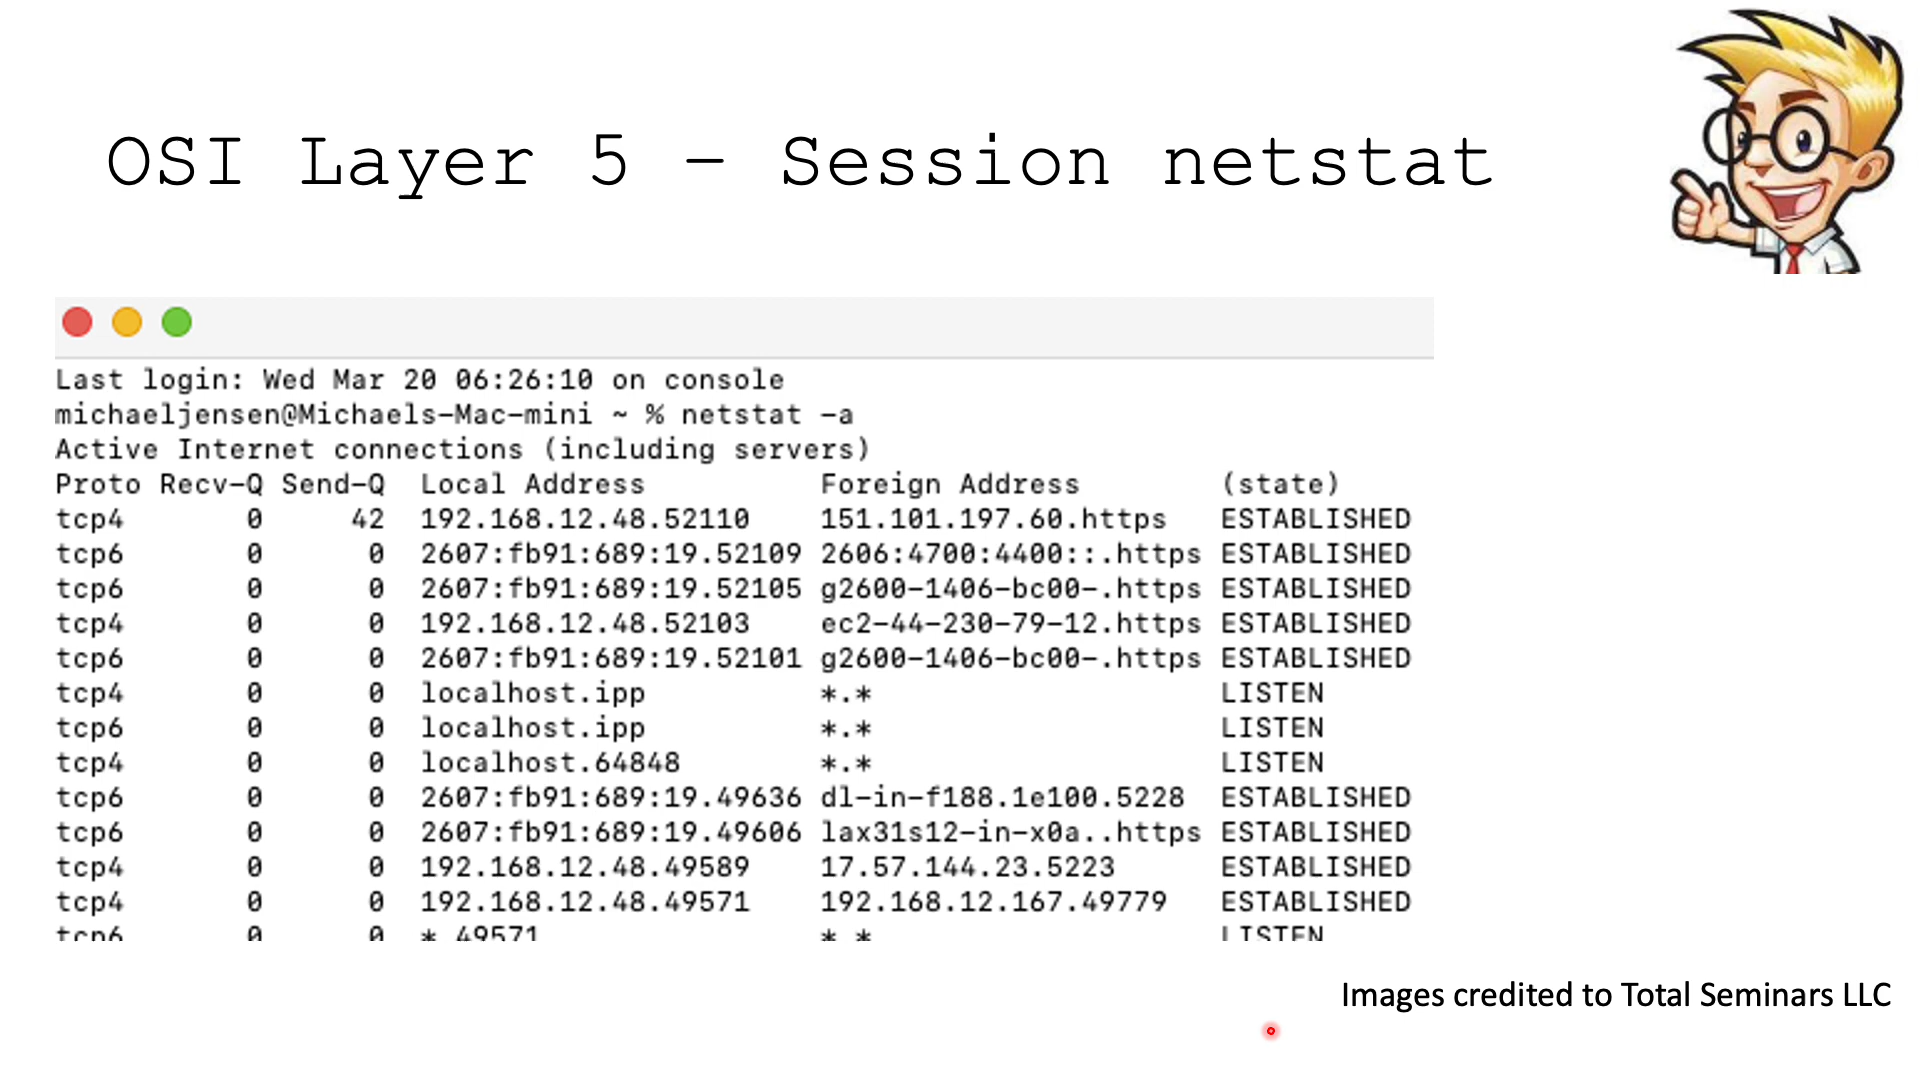 OSI Layer 5 – Session netstat
Last login: Wed Mar 20 06:26:10 on console
michaeljensen@Michaels-Mac-mini ~ % netstat -a
Active Internet connections (including servers)
Proto Recv-Q Send-Q  Local Address          Foreign Address        (state)
tcp4       0     42  192.168.12.48.52110    151.101.197.60.https   ESTABLISHED
tcp6       0      0  2607:fb91:689:19.52109 2606:4700:4400::.https ESTABLISHED
tcp6       0      0  2607:fb91:689:19.52105 g2600-1406-bc00-.https ESTABLISHED
tcp4       0      0  192.168.12.48.52103    ec2-44-230-79-12.https ESTABLISHED
tcp6       0      0  2607:fb91:689:19.52101 g2600-1406-bc00-.https ESTABLISHED
tcp4       0      0  localhost.ipp          *.*                    LISTEN
tcp6       0      0  localhost.ipp          *.*                    LISTEN
tcp4       0      0  localhost.64848        *.*                    LISTEN
tcp6       0      0  2607:fb91:689:19.49636 dl-in-f188.1e100.5228  ESTABLISHED
tcp6       0      0  2607:fb91:689:19.49606 lax31s12-in-x0a..https ESTABLISHED
tcp4       0      0  192.168.12.48.49589    17.57.144.23.5223      ESTABLISHED
tcp4       0      0  192.168.12.48.49571    192.168.12.167.49779   ESTABLISHED
tcp6       0      0  *.49571                *.*                    LISTEN
Images credited to Total Seminars LLC